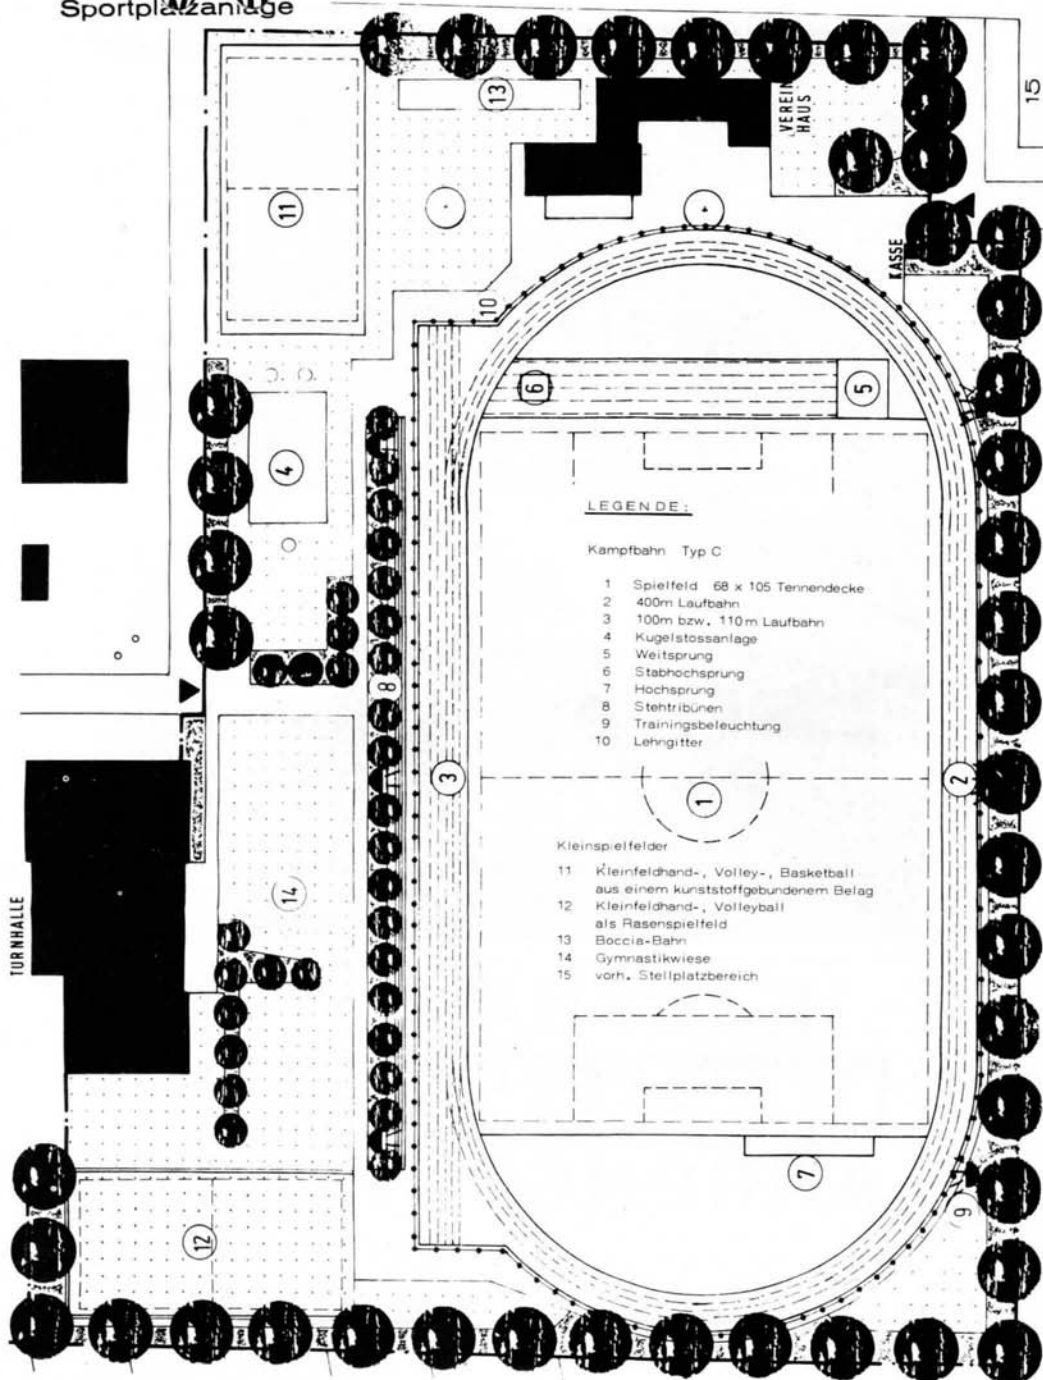 Sportplatzanlage
13
VEREIN
HAUS
15
11
KASSE
10
6
5
4
LEGENDE:
Kampfbahn Typ C
1 Spielfeld 68 x 105 Tennendecke
2 400m Laufbahn
3 100m bzw. 110m Laufbahn
4 Kugelstossanlage
5 Weitsprung
6 Stabhochsprung
7 Hochsprung
8 Stehtribünen
9 Trainingsbeleuchtung
10 Lehngitter
8
3
1
2
Kleinspielfelder
11 Kleinfeldhand-, Volley-, Basketball
aus einem kunststoffgebundenem Belag
12 Kleinfeldhand-, Volleyball
als Rasenspielfeld
13 Boccia-Bahn
14 Gymnastikwiese
15 vorh. Stellplatzbereich
14
TURNHALLE
7
9
12